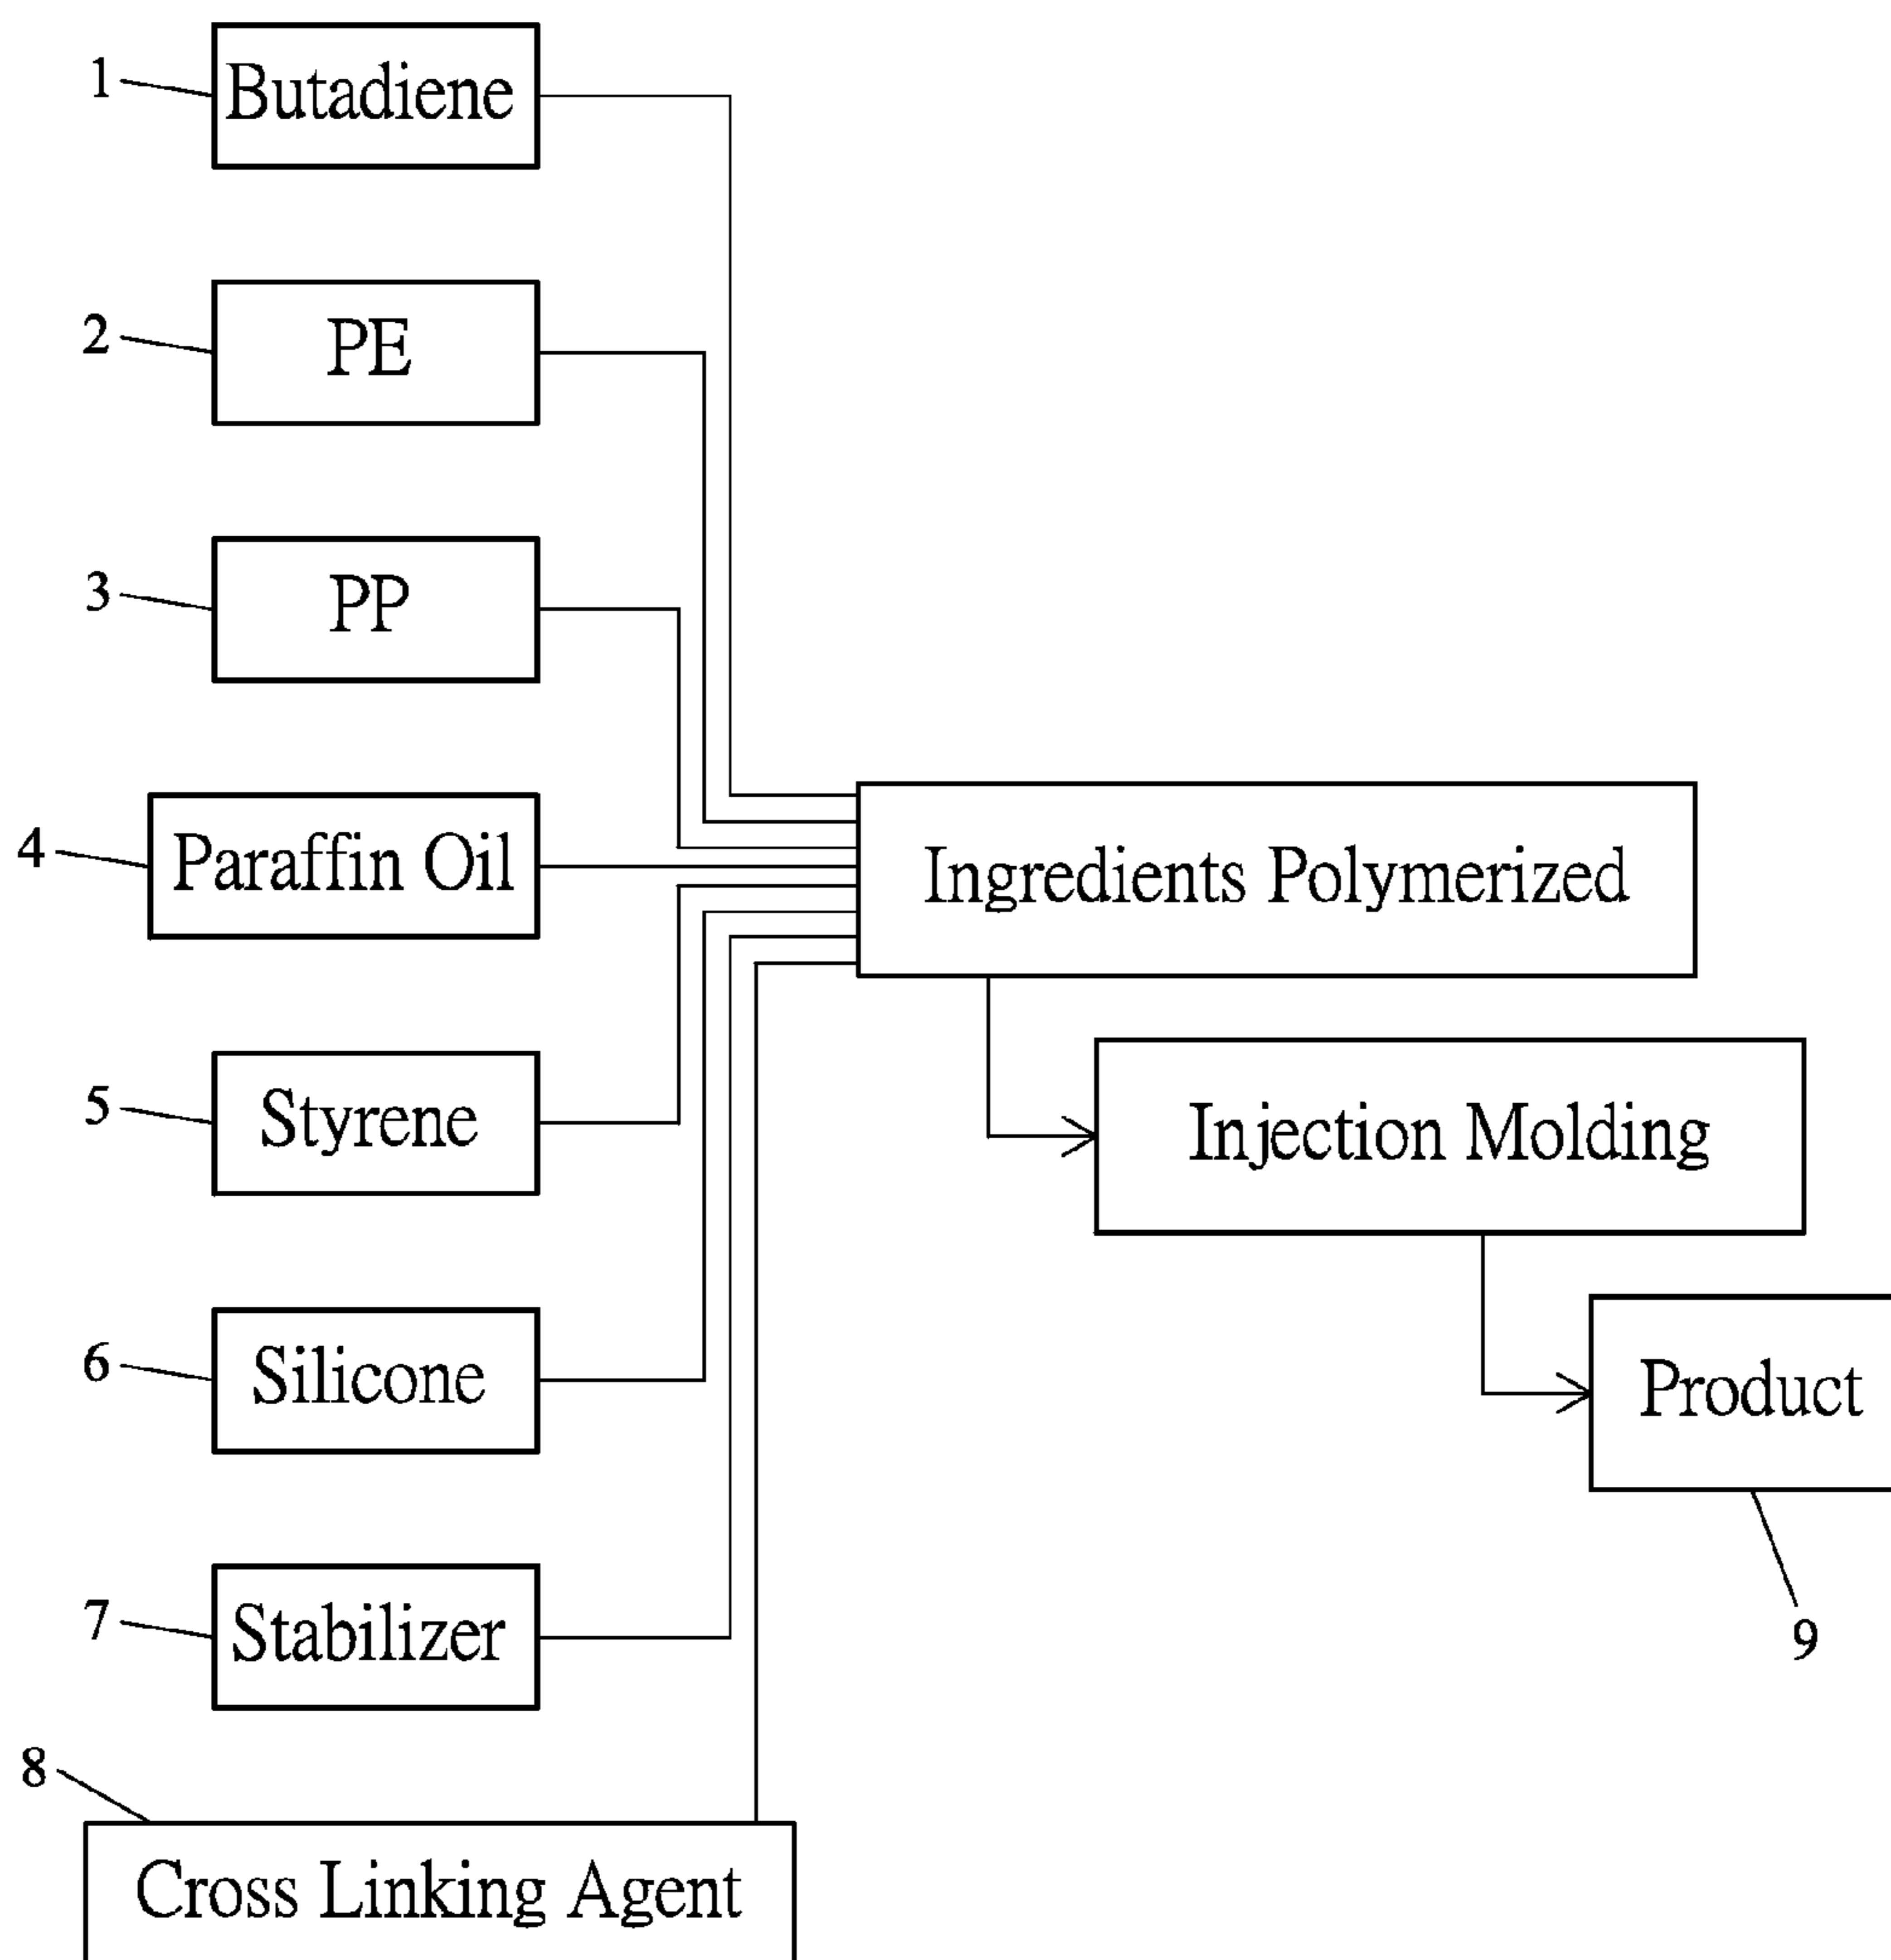 1 Butadiene
2 PE
3 PP
4 Paraffin Oil
Ingredients Polymerized
5 Styrene
Injection Molding
6 Silicone
Product
7 Stabilizer
9
8
Cross Linking Agent